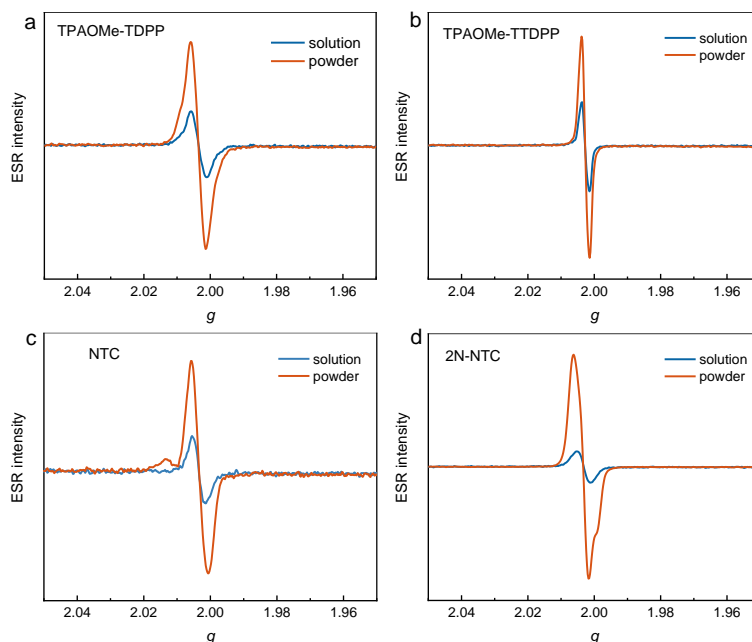 a
TPAOMe-TDPP
solution
powder
ESR intensity
2.04 2.02 2.00 1.98 1.96
g
b
TPAOMe-TTDPP
solution
powder
ESR intensity
2.04 2.02 2.00 1.98 1.96
g
c
NTC
solution
powder
ESR intensity
2.04 2.02 2.00 1.98 1.96
g
d
2N-NTC
solution
powder
ESR intensity
2.04 2.02 2.00 1.98 1.96
g